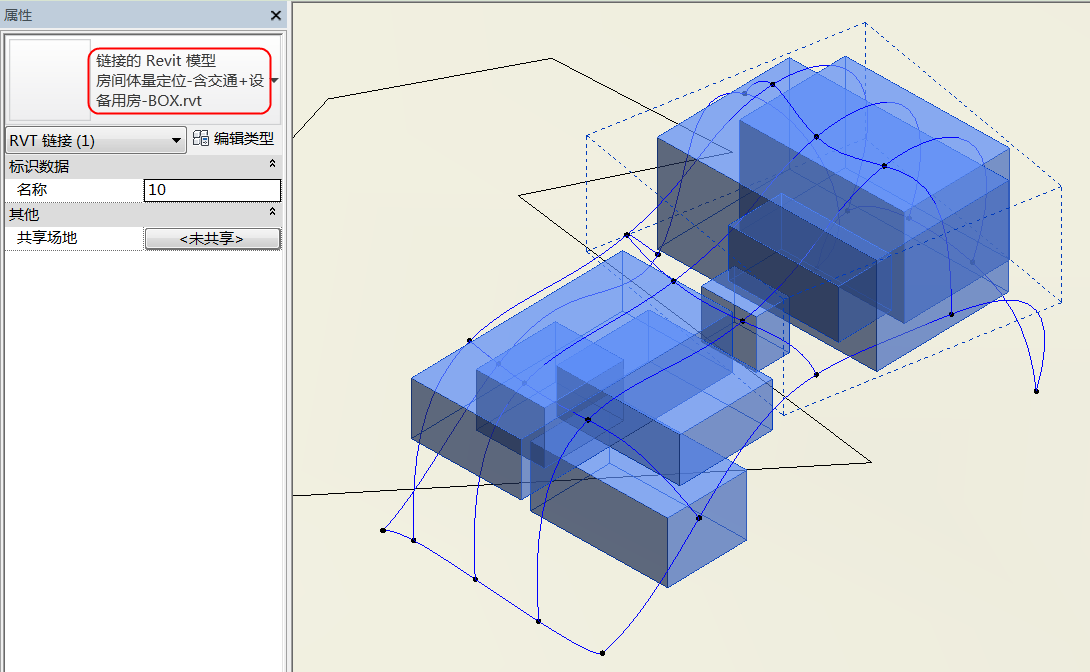 属性
链接的 Revit 模型
房间体量定位-含交通+设
备用房-BOX.rvt
RVT 链接 (1)
编辑类型
标识数据
名称
10
其他
共享场地
<未共享>